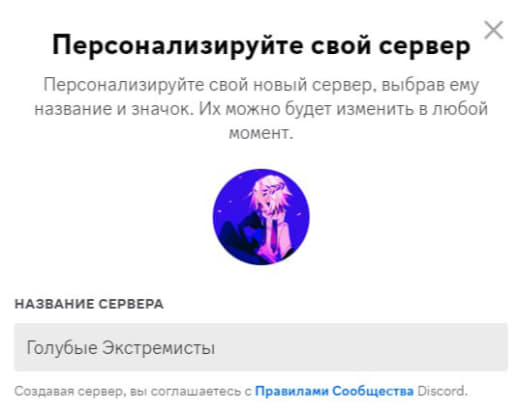 Персонализируйте свой сервер
Персонализируйте свой новый сервер, выбрав ему
название и значок. Их можно будет изменить в любой
момент.
НАЗВАНИЕ СЕРВЕРА
Голубые Экстремисты
Создавая сервер, вы соглашаетесь с Правилами Сообщества Discord.